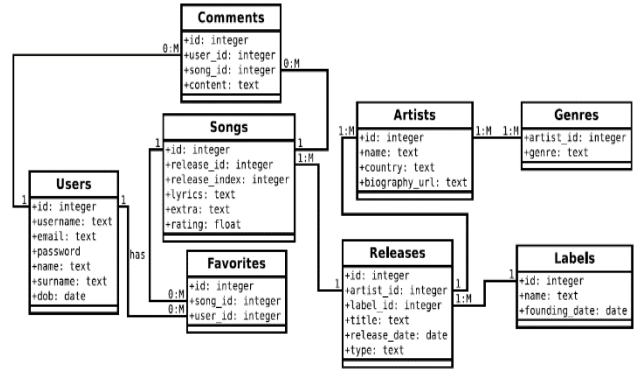 Comments
+id: integer
+user_id: integer
+song_id: integer
+content: text
0:M
0:M
Songs
+id: integer
+release_id: integer
+release_index: integer
+lyrics: text
+extra: text
+rating: float
1
1
1:M
Artists
+id: integer
+name: text
+country: text
+biography_url: text
1:M
1:M
1:M
Genres
+artist_id: integer
+genre: text
Users
+id: integer
+username: text
+email: text
+password
+name: text
+surname: text
+dob: date
1
1
has
Favorites
+id: integer
+song_id: integer
+user_id: integer
0:M
0:M
Releases
+id: integer
+artist_id: integer
+label_id: integer
+title: text
+release_date: date
+type: text
1
1
1:M
Labels
+id: integer
+name: text
+founding_date: date
1